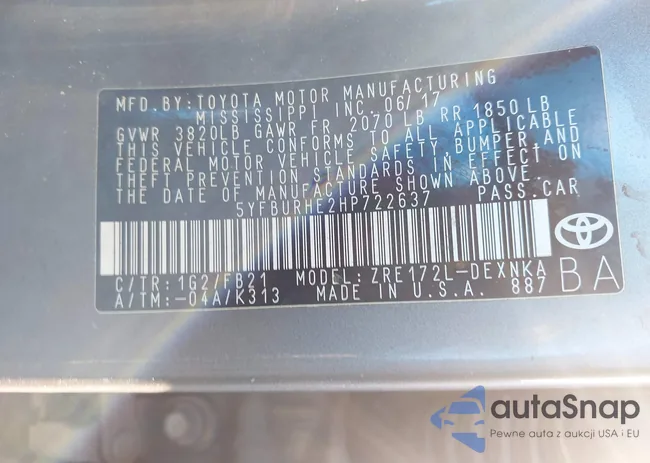 MFD. BY: TOYOTA MOTOR MANUFACTURING
MISSISSIPPI INC. 06/17
GVWR 3820LB GAWR FR 2070 LB RR 1850 LB
THIS VEHICLE CONFORMS TO ALL APPLICABLE
FEDERAL MOTOR VEHICLE SAFETY, BUMPER AND
THEFT PREVENTION STANDARDS IN EFFECT ON
THE DATE OF MANUFACTURE SHOWN ABOVE.
5YFBURHE2HP722637 PASS.CAR
C/TR: 1G2/FB21 MODEL: ZRE172L-DEXNKA
A/TM: -04A/K313 MADE IN U.S.A. 887
BA
autaSnap
Pewne auta z aukcji USA i EU